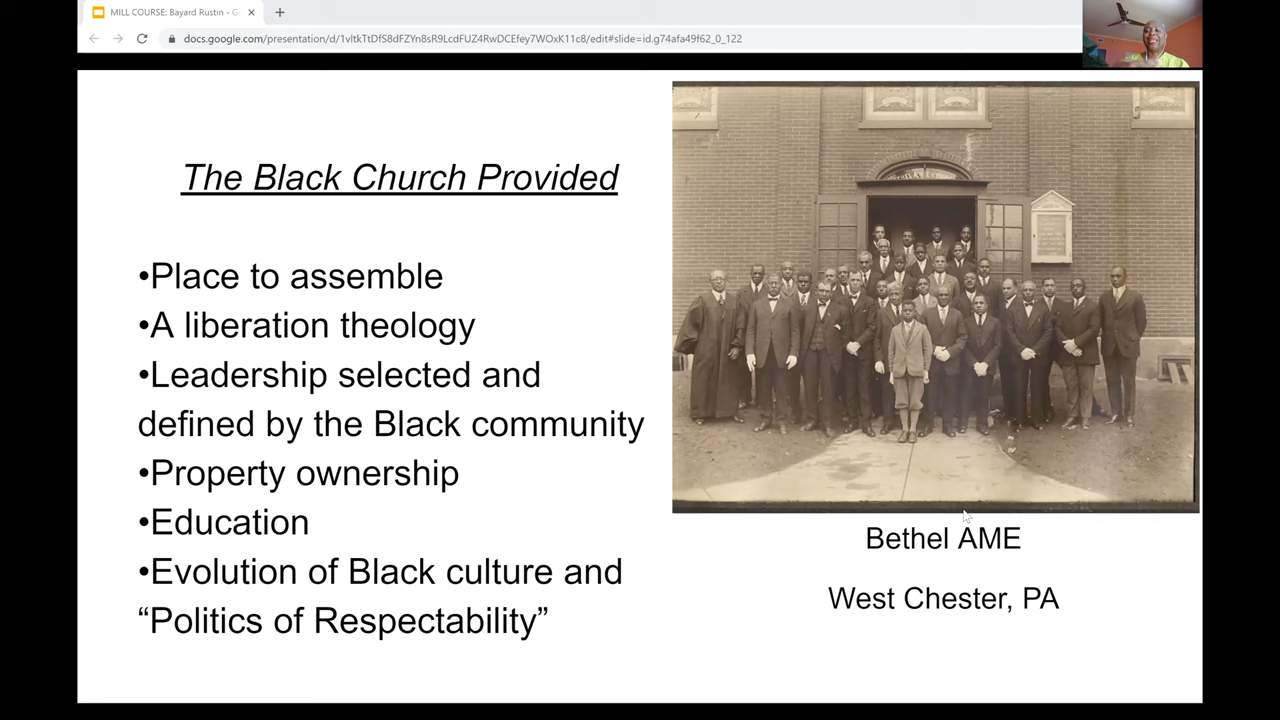 MILL COURSE: Bayard Rustin - G
docs.google.com/presentation/d/1vltkTtDfS8dFZYn8sR9LcdFUZ4RwDCEfey7WOxK11c8/edit#slide=id.g74afa49f62_0_122
The Black Church Provided
•Place to assemble
•A liberation theology
•Leadership selected and
defined by the Black community
•Property ownership
•Education
•Evolution of Black culture and
“Politics of Respectability”
Bethel AME
West Chester, PA